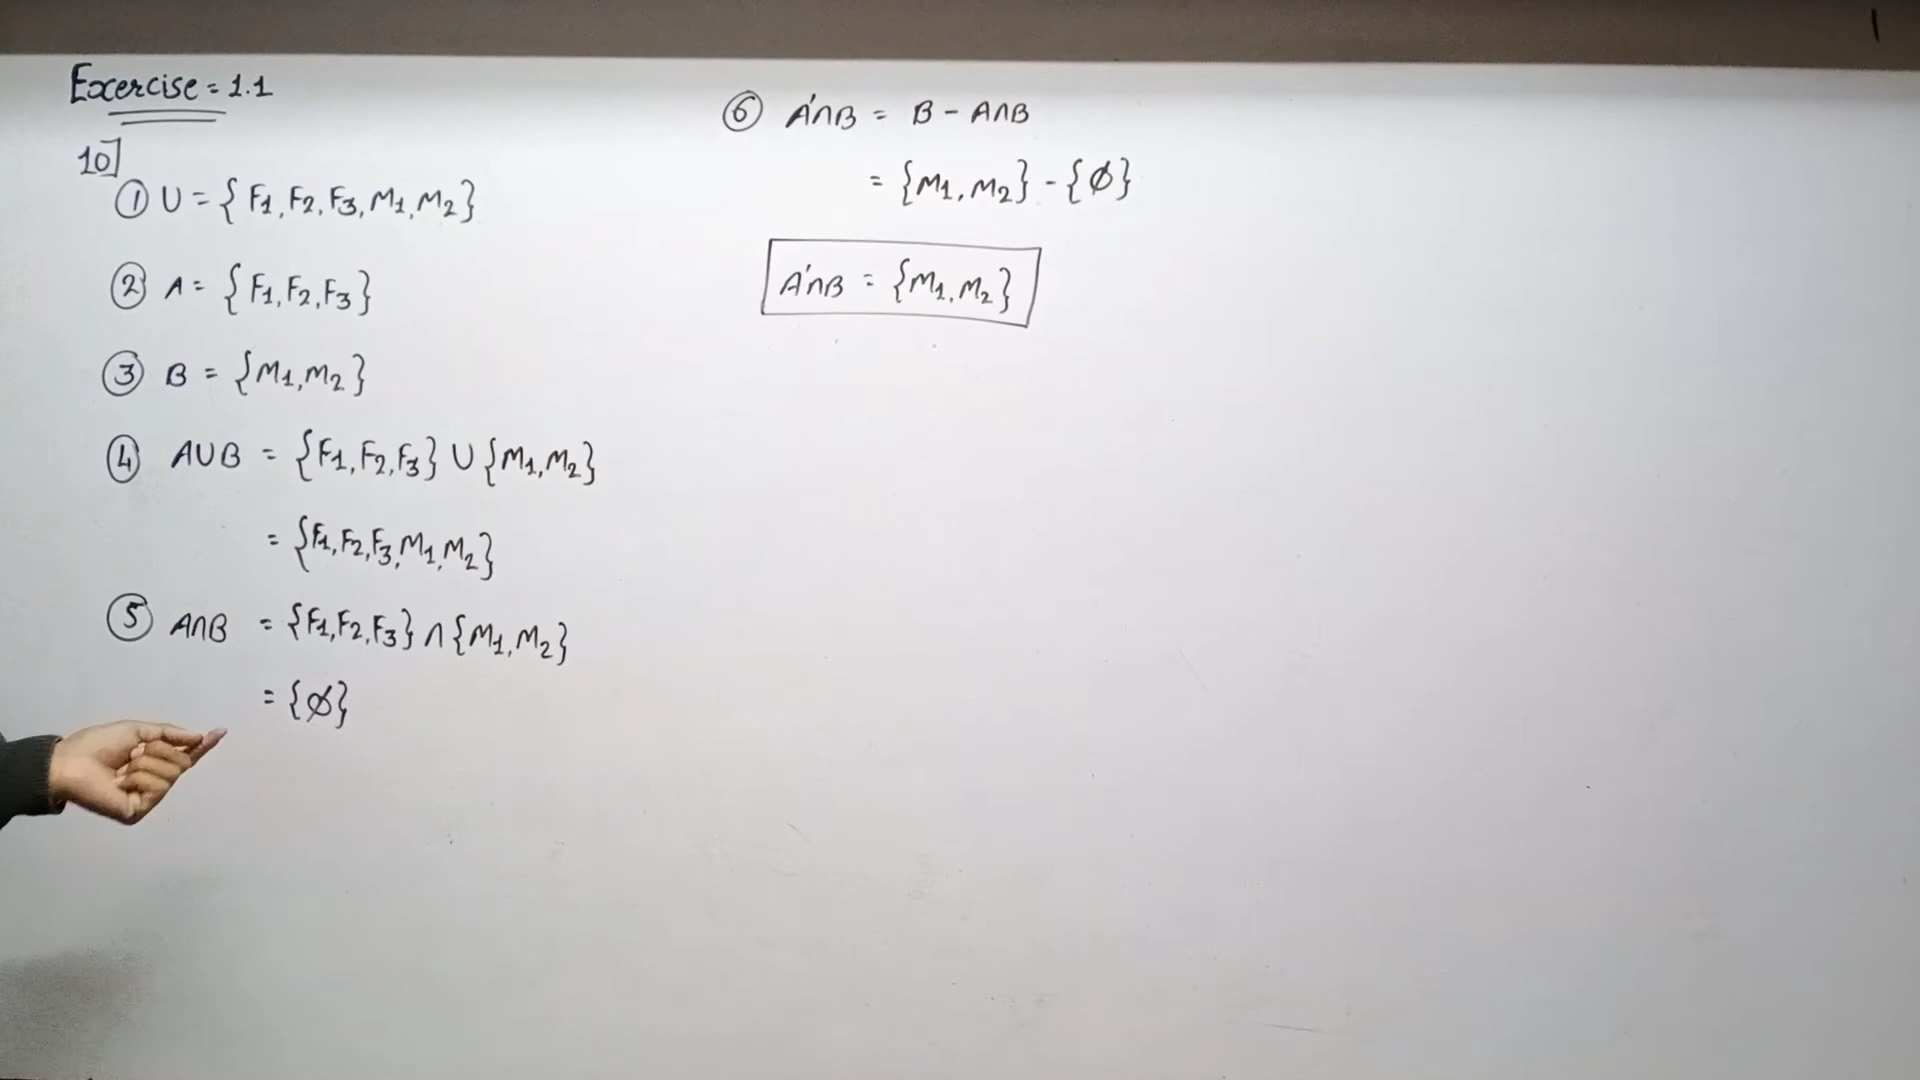 Excercise = 1.1
10]
① U = { F1, F2, F3, M1, M2 }
② A = { F1, F2, F3 }
③ B = { M1, M2 }
④ A∪B = { F1, F2, F3 } ∪ { M1, M2 }
= { F1, F2, F3, M1, M2 }
⑤ A∩B = { F1, F2, F3 } ∩ { M1, M2 }
= { ∅ }
⑥ A'∩B = B - A∩B
= { M1, M2 } - { ∅ }
A'∩B = { M1, M2 }